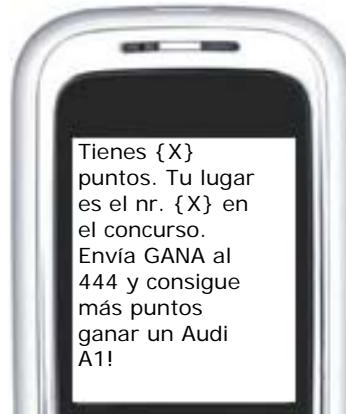 Tienes {X}
puntos. Tu lugar
es el nr. {X} en
el concurso.
Envía GANA al
444 y consigue
más puntos
ganar un Audi
A1!